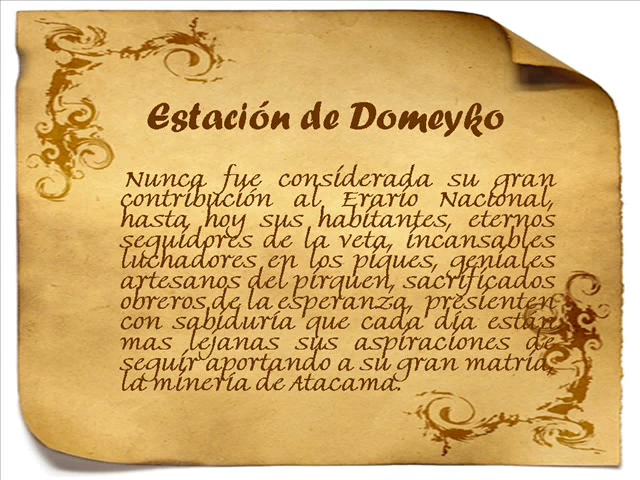 Estación de Domeyko
Nunca fue considerada su gran
contribución al Erario Nacional,
hasta hoy sus habitantes, eternos
seguidores de la veta, incansables
luchadores en los piques, geniales
artesanos del pirquen, sacrificados
obreros de la esperanza, presienten
con sabiduría que cada día están
mas lejanas sus aspiraciones de
seguir aportando a su gran matria,
la minería de Atacama.